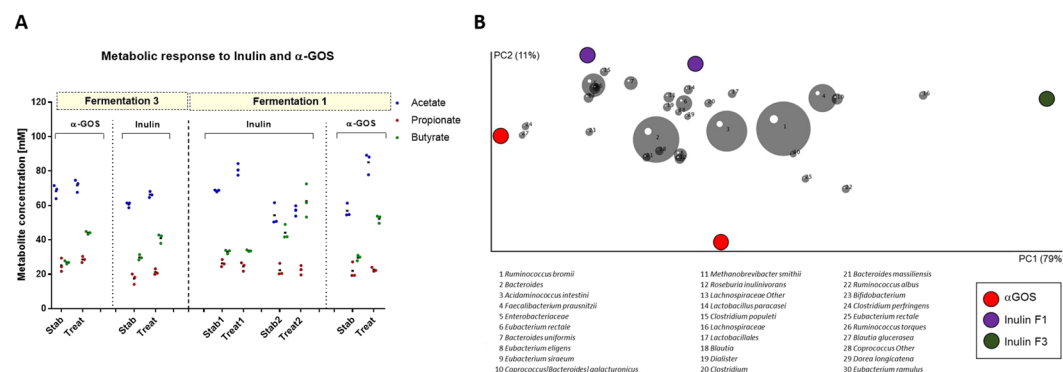 A
Metabolic response to Inulin and α-GOS
Fermentation 3
Fermentation 1
α-GOS
Inulin
Inulin
α-GOS
Acetate
Propionate
Butyrate
Metabolite concentration [mM]
120
100
80
60
40
20
0
Stab
Treat
Stab
Treat
Stab1
Treat1
Stab2
Treat2
Stab
Treat
B
PC2 (11%)
PC1 (79%
1 Ruminococcus bromii
2 Bacteroides
3 Acidaminococcus intestini
4 Faecalibacterium prausnitzii
5 Enterobacteriaceae
6 Eubacterium rectale
7 Bacteroides uniformis
8 Eubacterium eligens
9 Eubacterium siraeum
10 Coprococcus[Bacteroides] galacturonicus
11 Methanobrevibacter smithii
12 Roseburia inulinivorans
13 Lachnospiraceae Other
14 Lactobacillus paracasei
15 Clostridium populeti
16 Lachnospiraceae
17 Lactobacillales
18 Blautia
19 Dialister
20 Clostridium
21 Bacteroides massiliensis
22 Ruminococcus albus
23 Bifidobacterium
24 Clostridium perfringens
25 Eubacterium rectale
26 Ruminococcus torques
27 Blautia glucerasea
28 Coprococcus Other
29 Dorea longicatena
30 Eubacterium ramulus
αGOS
Inulin F1
Inulin F3